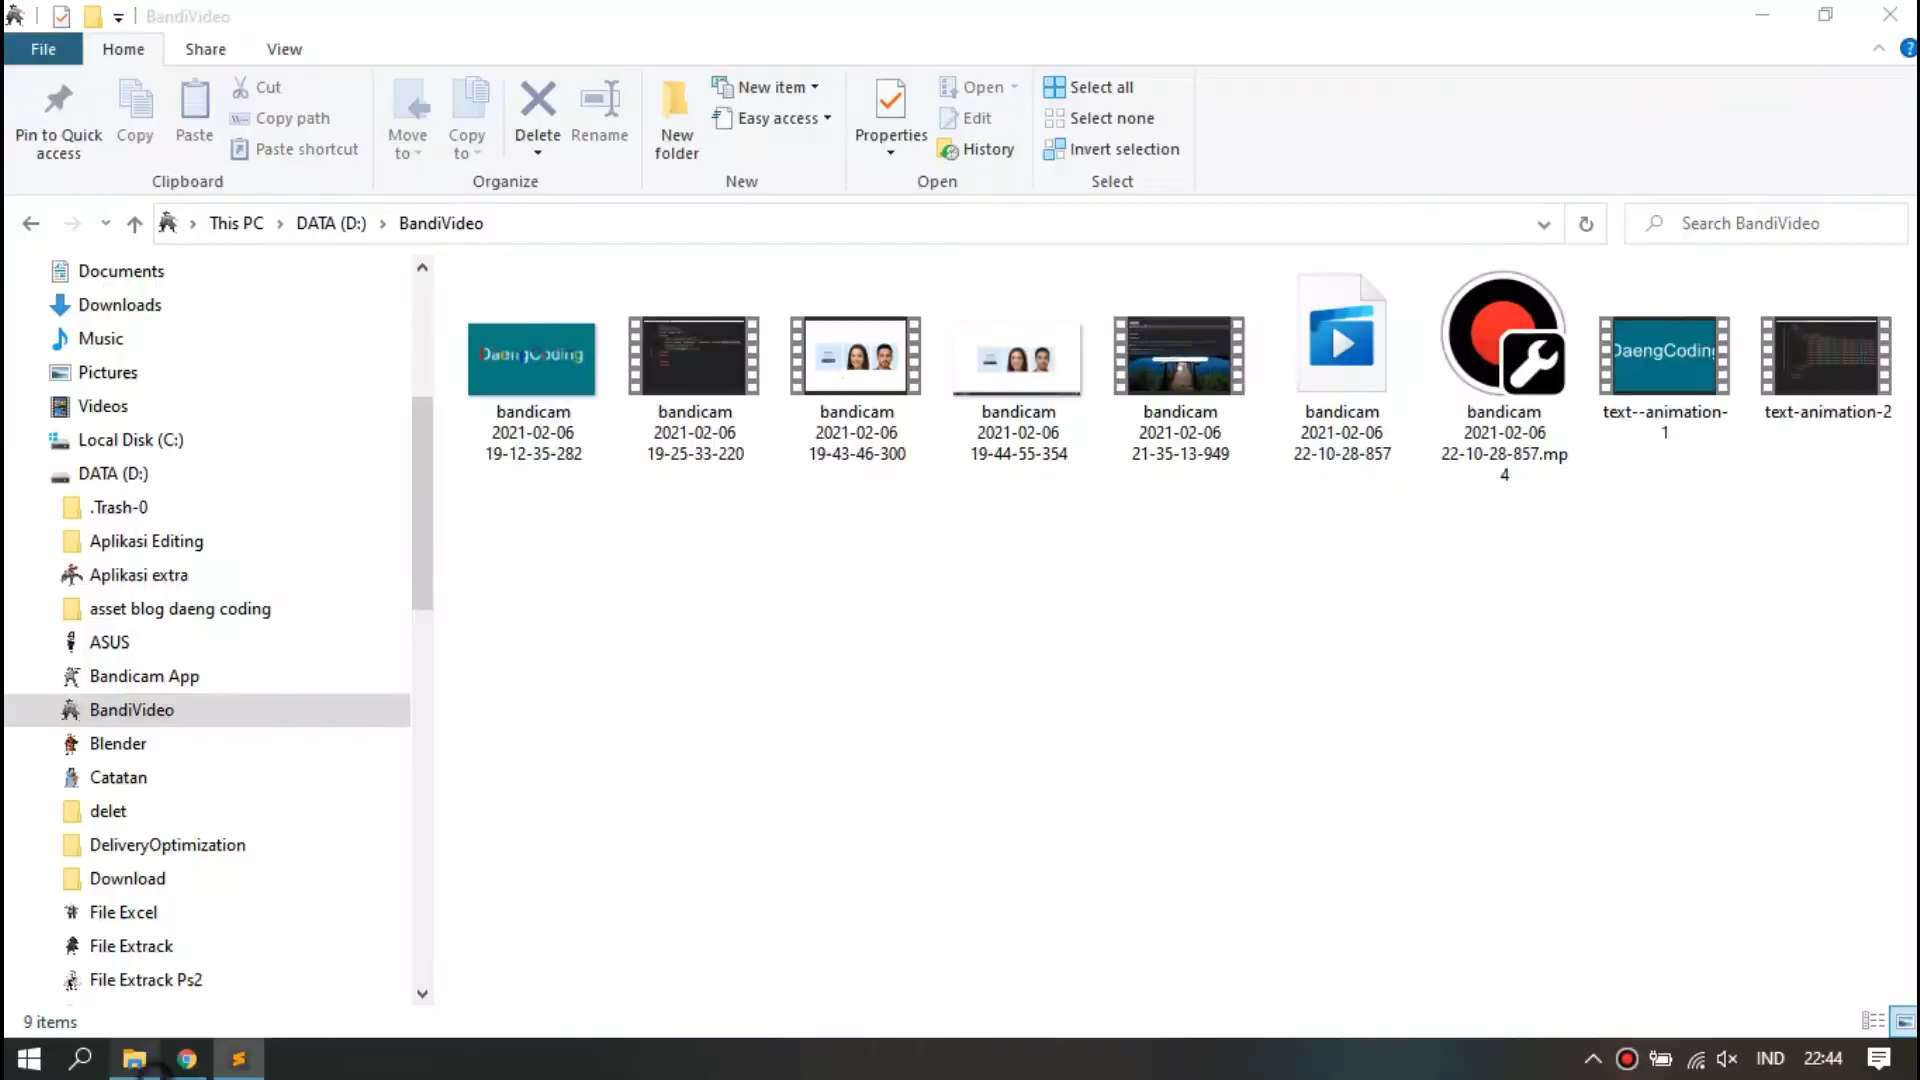 BandiVideo
File Home Share View
Pin to Quick
access
Copy
Paste
Cut
Copy path
Paste shortcut
Clipboard
Move
to
Copy
to
Delete
Rename
Organize
New
folder
New item
Easy access
New
Properties
Open
Edit
History
Open
Select all
Select none
Invert selection
Select
This PC > DATA (D:) > BandiVideo
Search BandiVideo
Documents
Downloads
Music
Pictures
Videos
Local Disk (C:)
DATA (D:)
.Trash-0
Aplikasi Editing
Aplikasi extra
asset blog daeng coding
ASUS
Bandicam App
BandiVideo
Blender
Catatan
delet
DeliveryOptimization
Download
File Excel
File Extrack
File Extrack Ps2
DaengCoding
bandicam
2021-02-06
19-12-35-282
bandicam
2021-02-06
19-25-33-220
bandicam
2021-02-06
19-43-46-300
bandicam
2021-02-06
19-44-55-354
bandicam
2021-02-06
21-35-13-949
bandicam
2021-02-06
22-10-28-857
bandicam
2021-02-06
22-10-28-857.mp
4
DaengCoding
text--animation-
1
text-animation-2
9 items
IND 22:44